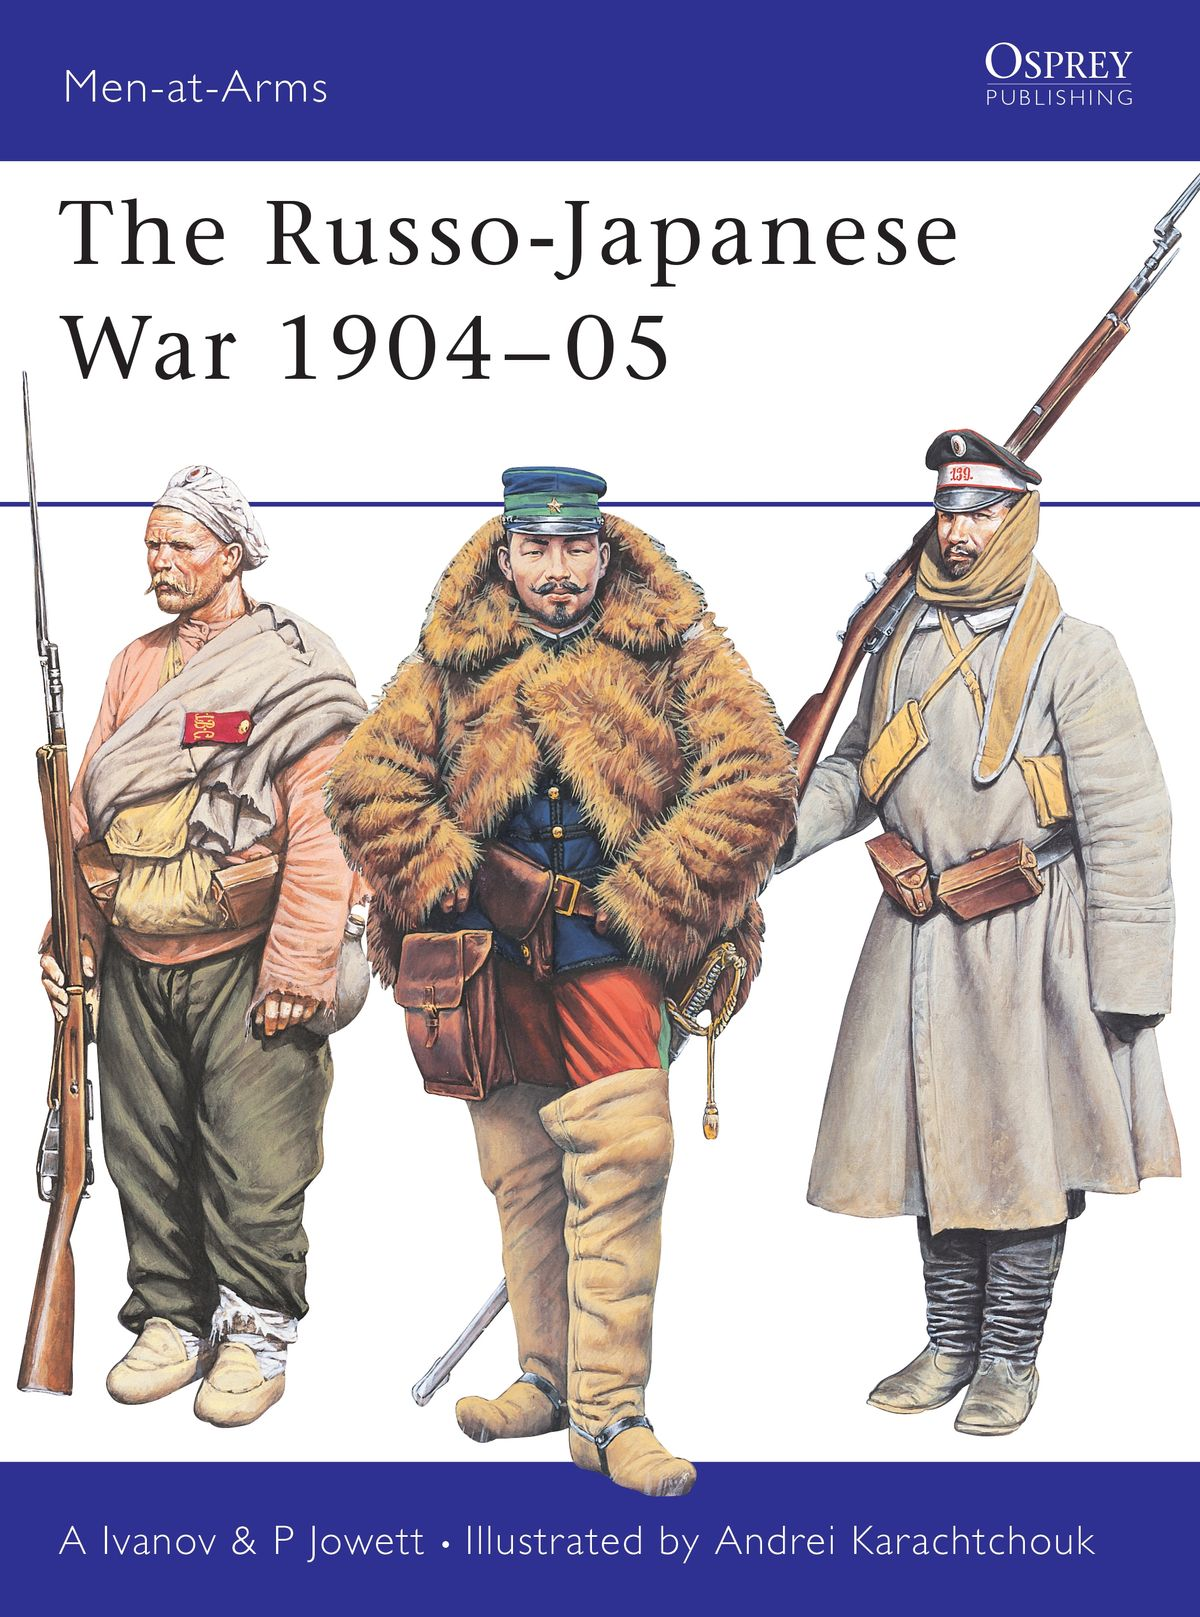 Men-at-Arms
OSPREY
PUBLISHING
The Russo-Japanese
War 1904–05
139.
A Ivanov & P Jowett • Illustrated by Andrei Karachtchouk